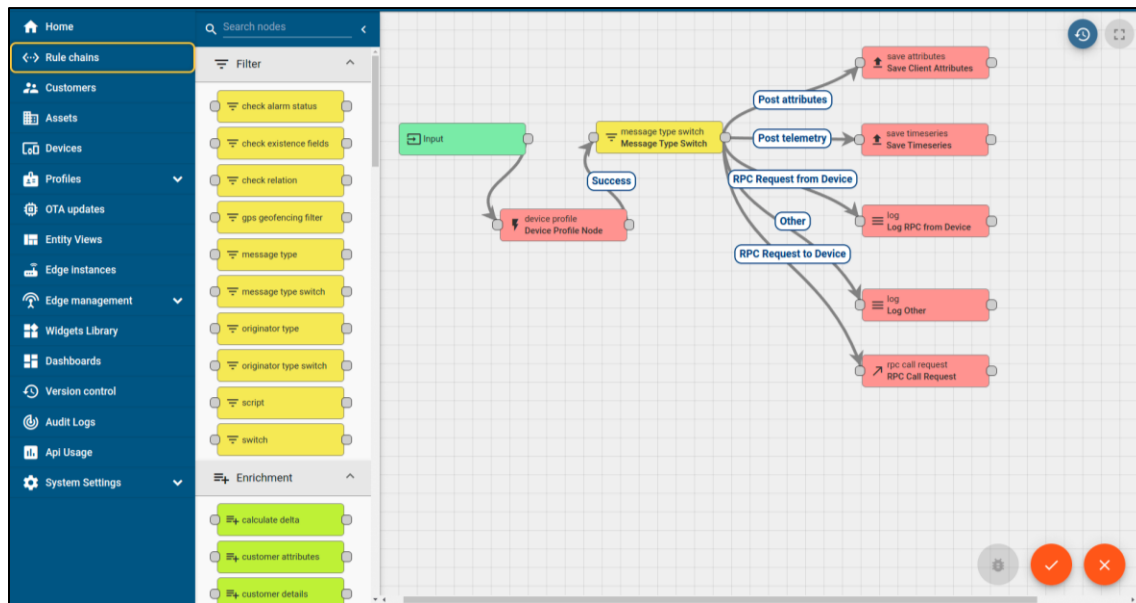 Home
Rule chains
Customers
Assets
Devices
Profiles
OTA updates
Entity Views
Edge instances
Edge management
Widgets Library
Dashboards
Version control
Audit Logs
Api Usage
System Settings
Search nodes
Filter
check alarm status
check existence fields
check relation
gps geofencing filter
message type
message type switch
originator type
originator type switch
script
switch
Enrichment
calculate delta
customer attributes
customer details
Input
device profile
Device Profile Node
Success
message type switch
Message Type Switch
Post attributes
Post telemetry
RPC Request from Device
Other
RPC Request to Device
save attributes
Save Client Attributes
save timeseries
Save Timeseries
log
Log RPC from Device
log
Log Other
rpc call request
RPC Call Request